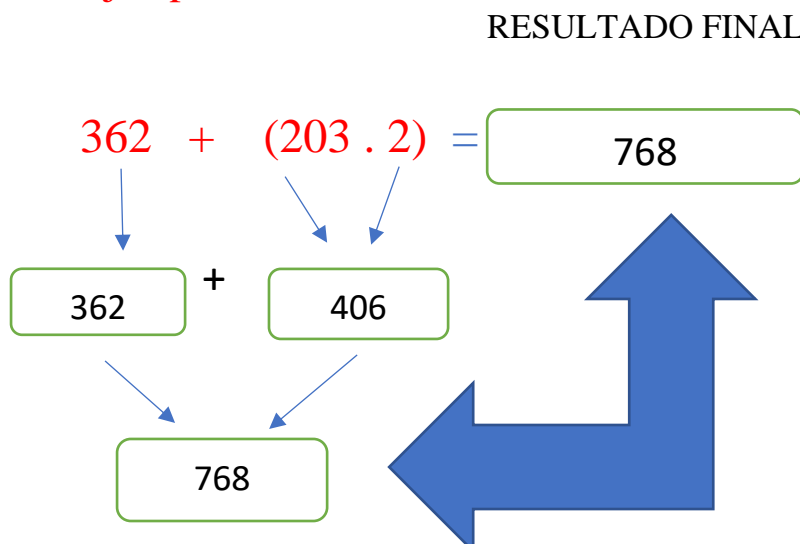 RESULTADO FINAL
362 + (203 . 2) = 768
362 + 406
768